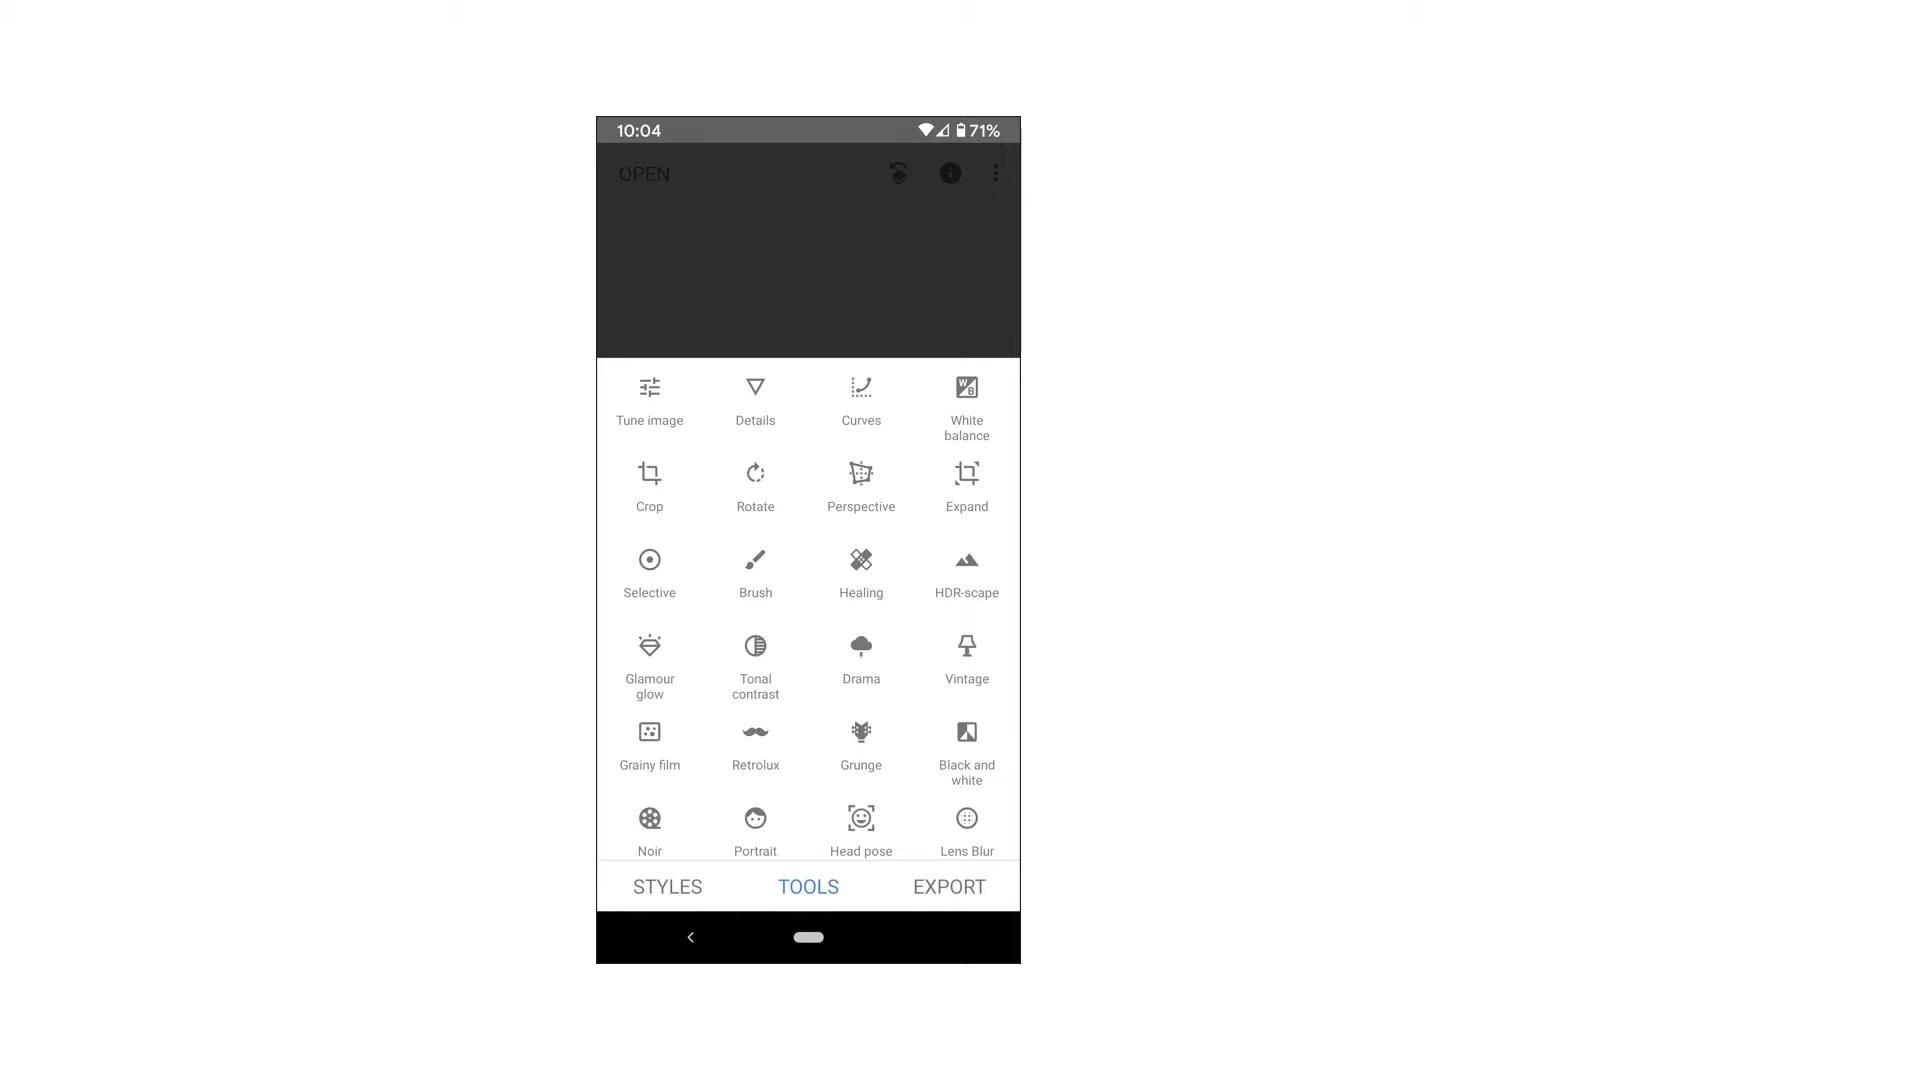 10:04 71%
OPEN
Tune image Details Curves White
balance
Crop Rotate Perspective Expand
Selective Brush Healing HDR-scape
Glamour Tonal Drama Vintage
glow contrast
Grainy film Retrolux Grunge Black and
white
Noir Portrait Head pose Lens Blur
STYLES TOOLS EXPORT